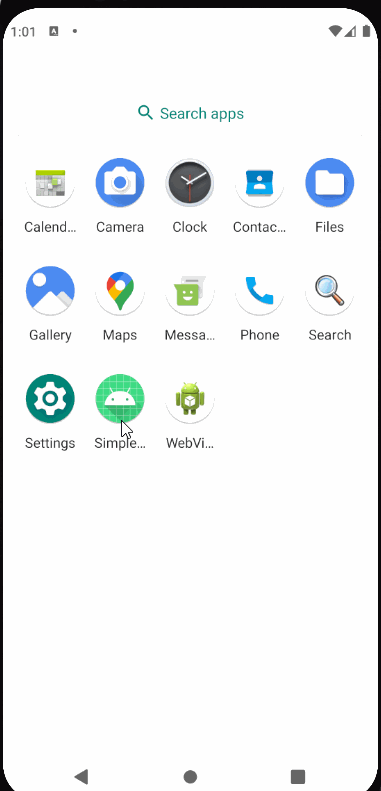 1:01 A
Search apps
Calend... Camera Clock Contac... Files
Gallery Maps Messa... Phone Search
Settings Simple... WebVi...